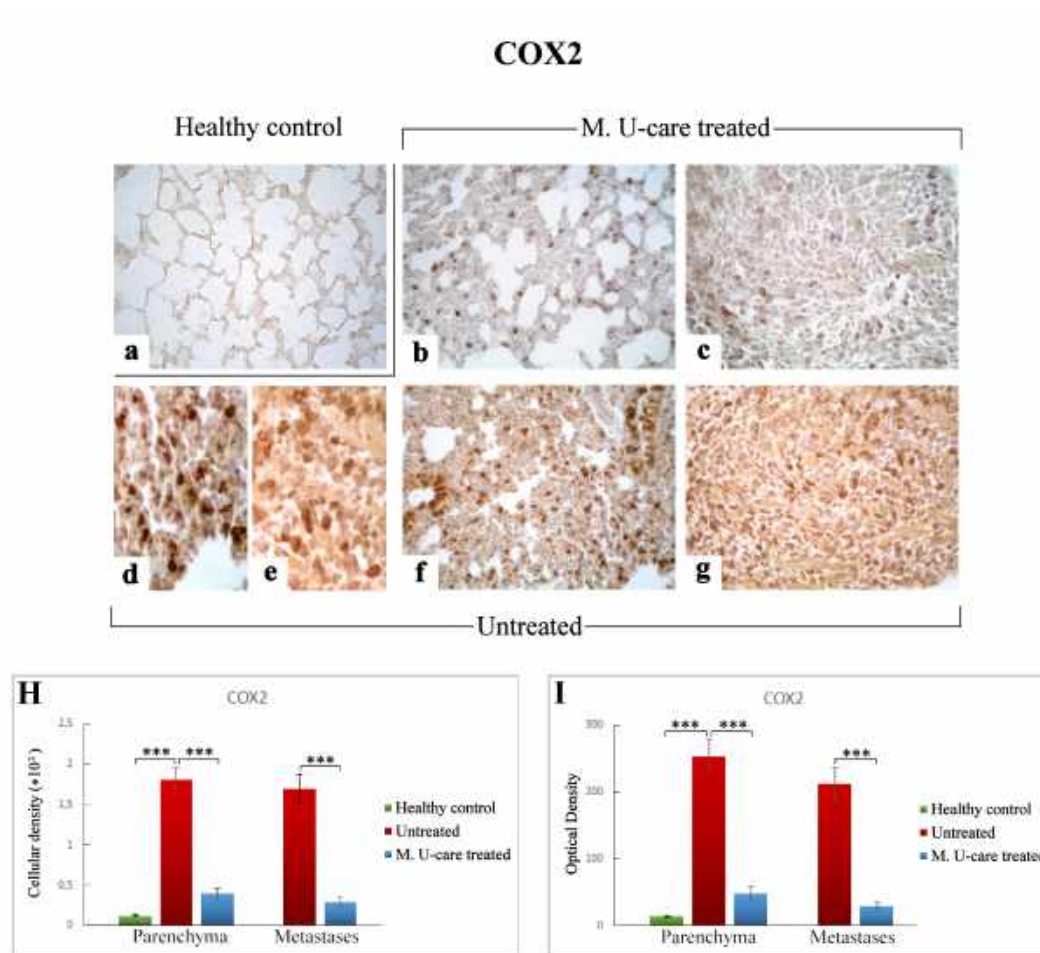 COX2
Healthy control
M. U-care treated
a
b
c
d
e
f
g
Untreated
H
COX2
2.5
2
1.5
1
0.5
0
Cellular density
***
***
***
Parenchyma
Metastases
Healthy control
Untreated
M. U-care treated
I
COX2
300
200
100
0
Optical Density
***
***
***
Parenchyma
Metastases
Healthy control
Untreated
M. U-care treated